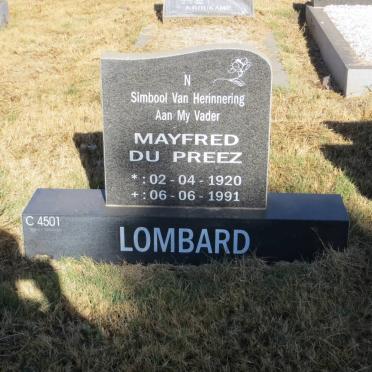 N
Simbool Van Herinnering
Aan My Vader
MAYFRED
DU PREEZ
* : 02 - 04 - 1920
+ : 06 - 06 - 1991
C 4501
LOMBARD